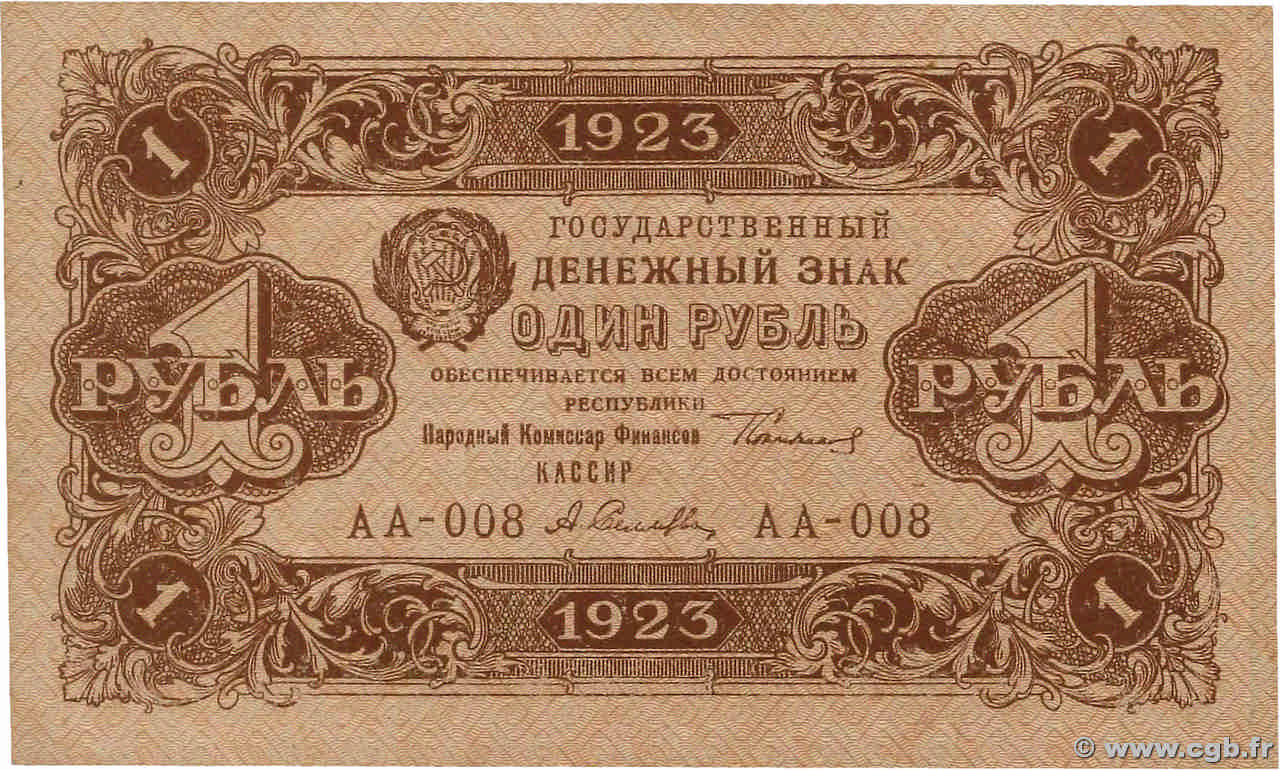 1 1923 1
ГОСУДАРСТВЕННЫЙ
ДЕНЕЖНЫЙ ЗНАК
ОДИН РУБЛЬ
1 РУБЛЬ
1 РУБЛЬ
ОБЕСПЕЧИВАЕТСЯ ВСЕМ ДОСТОЯНИЕМ
РЕСПУБЛИКИ
Народный Комиссар Финансов
КАССИР
АА-008 АА-008
1 1923 1
© www.cgb.fr